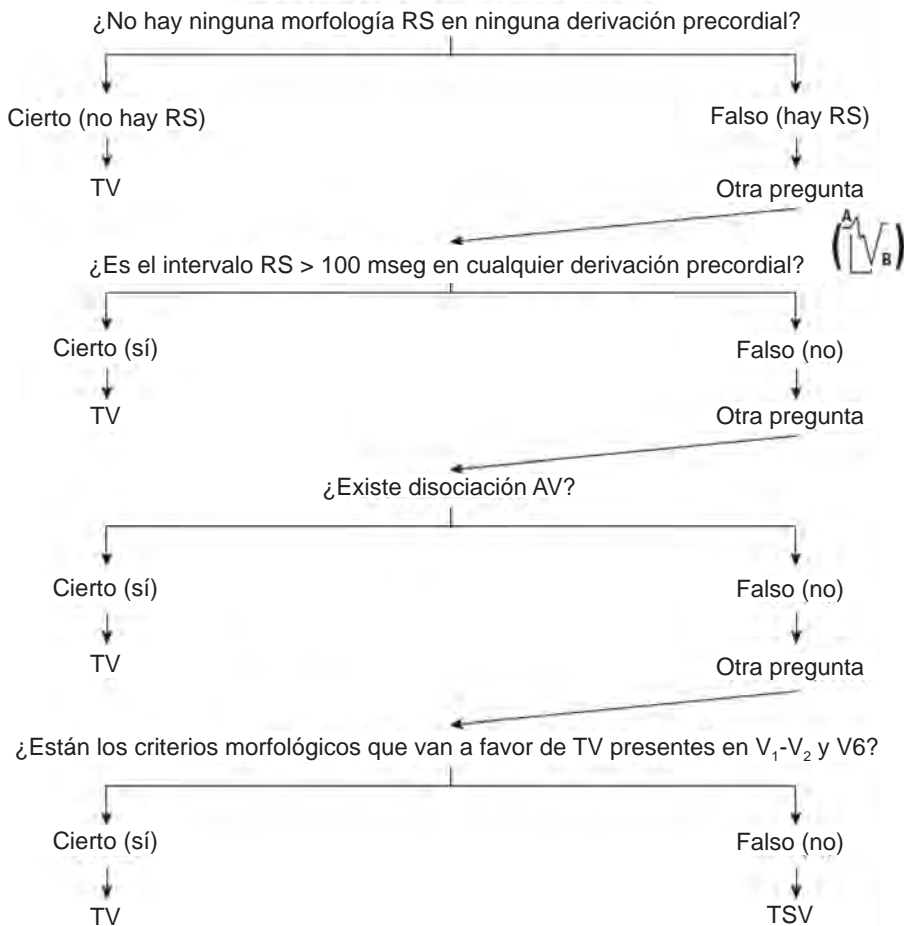 ¿No hay ninguna morfología RS en ninguna derivación precordial?
Cierto (no hay RS)
Falso (hay RS)
TV
Otra pregunta
A
B
¿Es el intervalo RS > 100 mseg en cualquier derivación precordial?
Cierto (sí)
Falso (no)
TV
Otra pregunta
¿Existe disociación AV?
Cierto (sí)
Falso (no)
TV
Otra pregunta
¿Están los criterios morfológicos que van a favor de TV presentes en V₁-V₂ y V6?
Cierto (sí)
Falso (no)
TV
TSV